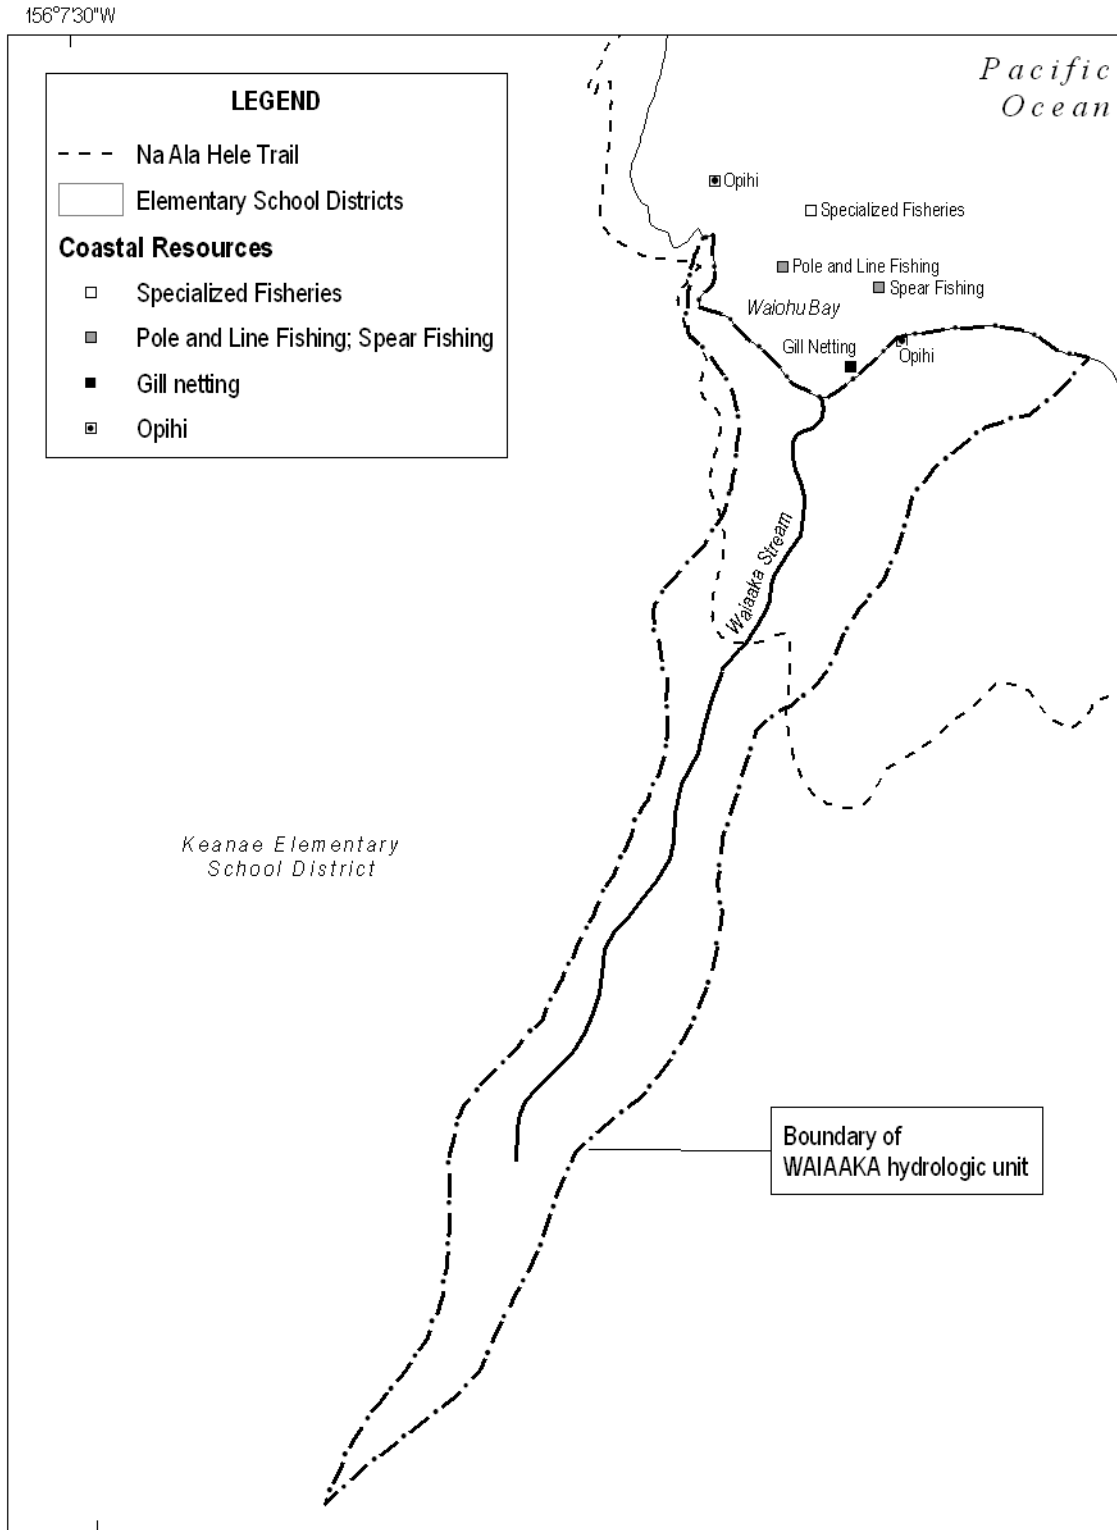 156°7'30"W
Pacific
Ocean
LEGEND
Na Ala Hele Trail
Elementary School Districts
Coastal Resources
Specialized Fisheries
Pole and Line Fishing; Spear Fishing
Gill netting
Opihi
Opihi
Specialized Fisheries
Pole and Line Fishing
Spear Fishing
Waiohu Bay
Gill Netting
Opihi
Waiaaka Stream
Keanae Elementary
School District
Boundary of
WAIAAKA hydrologic unit